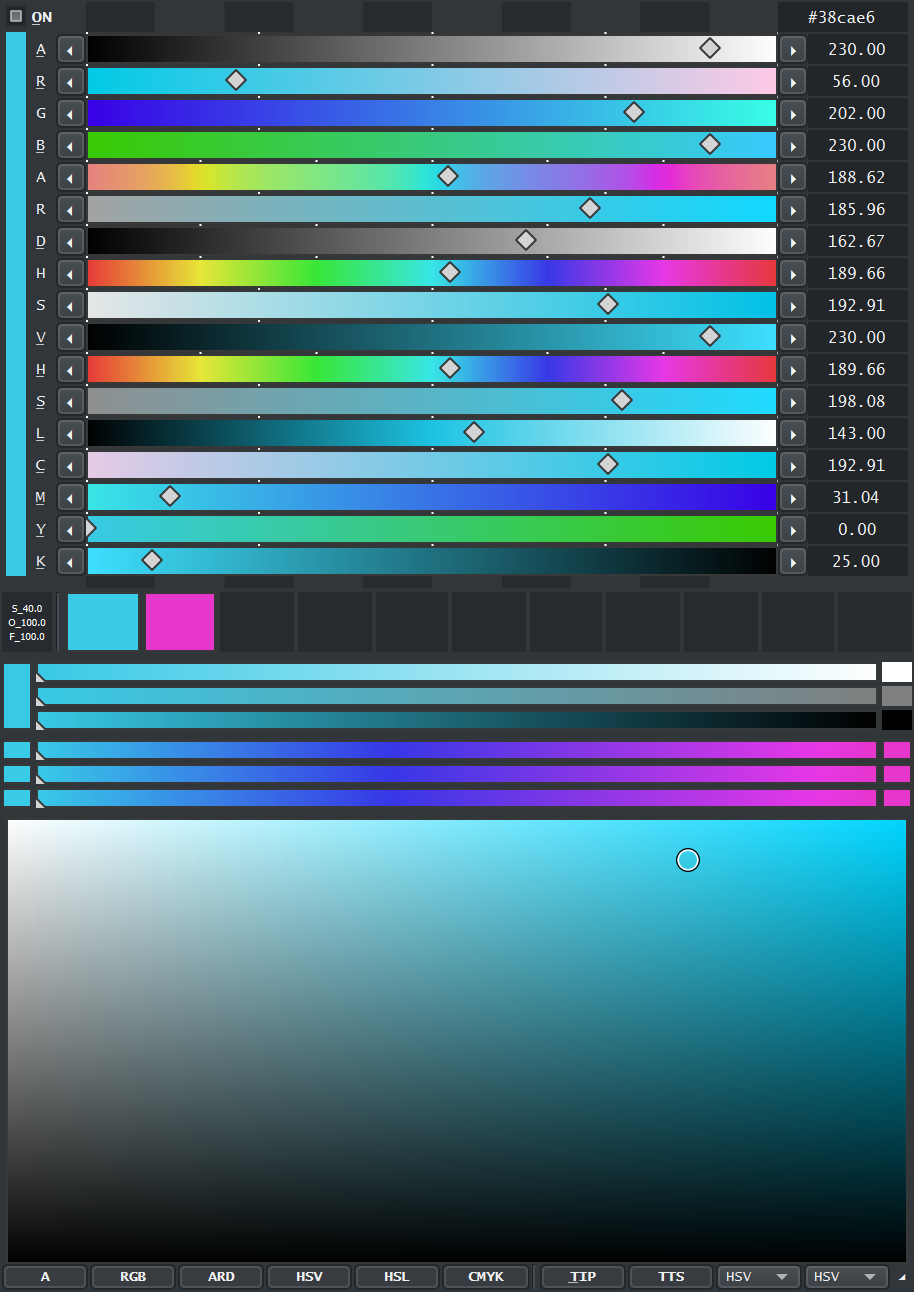 ON #38cae6
A 230.00
R 56.00
G 202.00
B 230.00
A 188.62
R 185.96
D 162.67
H 189.66
S 192.91
V 230.00
H 189.66
S 198.08
L 143.00
C 192.91
M 31.04
Y 0.00
K 25.00
S_40.0
O_100.0
F_100.0
A RGB ARD HSV HSL CMYK TIP TTS HSV HSV